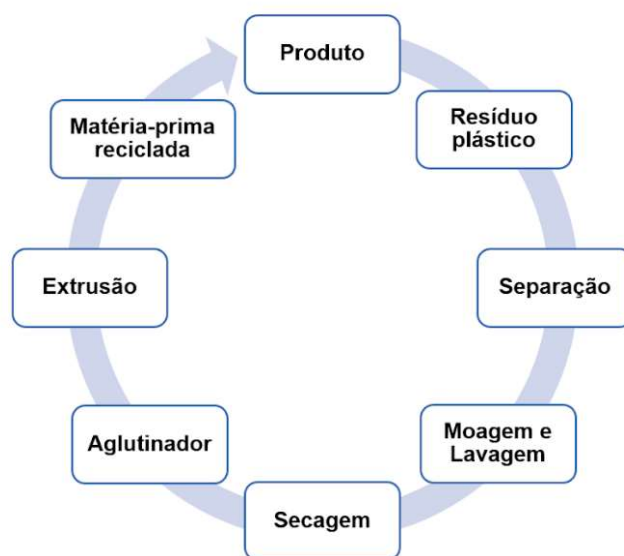 Produto
Resíduo
plástico
Separação
Moagem e
Lavagem
Secagem
Aglutinador
Extrusão
Matéria-prima
reciclada